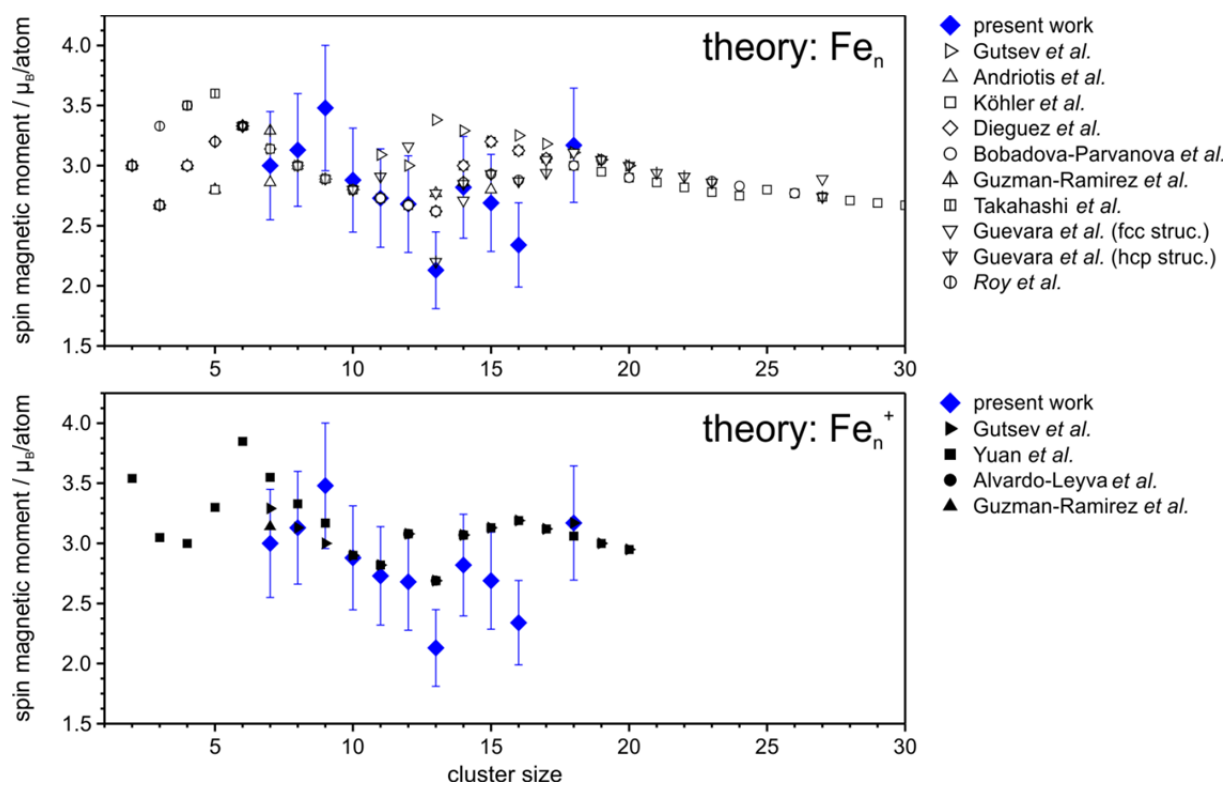 theory: Feₙ
spin magnetic moment / μB/atom
4.0
3.5
3.0
2.5
2.0
1.5
5
10
15
20
25
30
present work
Gutsev et al.
Andriotis et al.
Köhler et al.
Dieguez et al.
Bobadova-Parvanova et al.
Guzman-Ramirez et al.
Takahashi et al.
Guevara et al. (fcc struc.)
Guevara et al. (hcp struc.)
Roy et al.
theory: Feₙ⁺
spin magnetic moment / μB/atom
4.0
3.5
3.0
2.5
2.0
1.5
5
10
15
20
25
30
cluster size
present work
Gutsev et al.
Yuan et al.
Alvardo-Leyva et al.
Guzman-Ramirez et al.